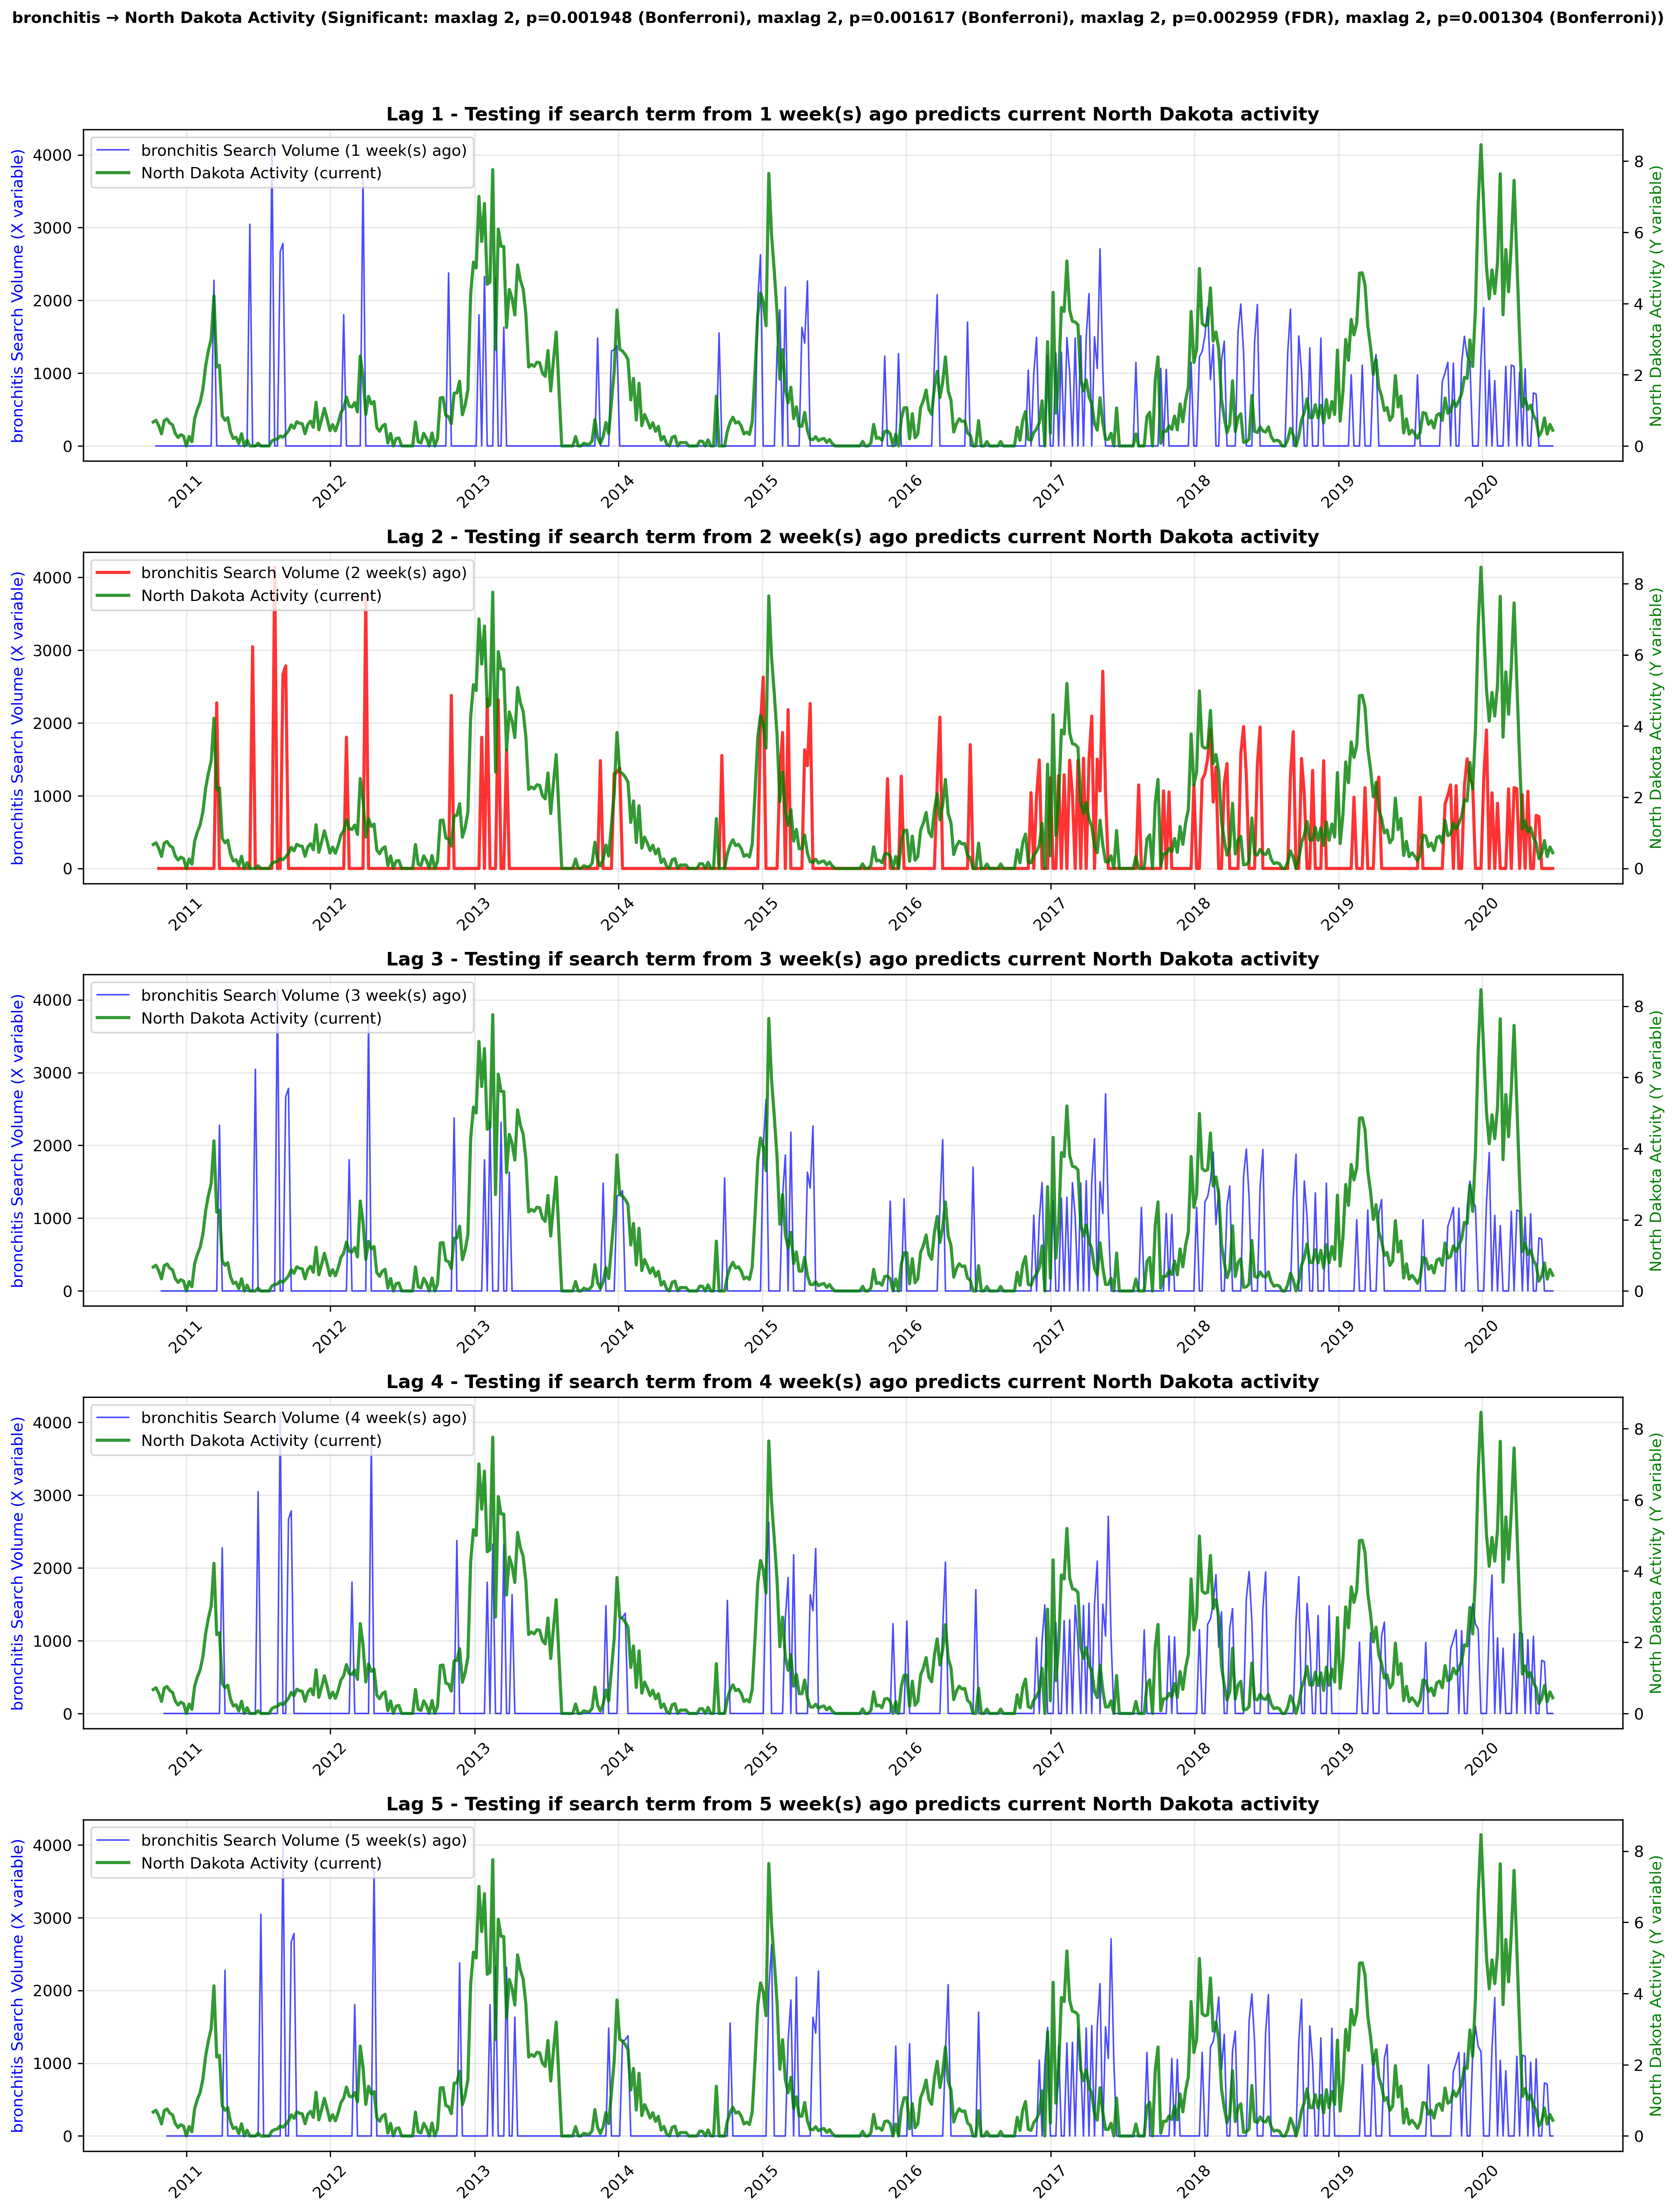 bronchitis → North Dakota Activity (Significant: maxlag 2, p=0.001948 (Bonferroni), maxlag 2, p=0.001617 (Bonferroni), maxlag 2, p=0.002959 (FDR), maxlag 2, p=0.001304 (Bonferroni))
Lag 1 - Testing if search term from 1 week(s) ago predicts current North Dakota activity
bronchitis Search Volume (1 week(s) ago)
North Dakota Activity (current)
bronchitis Search Volume (X variable)
4000
3000
2000
1000
0
8
6
4
2
0
North Dakota Activity (Y variable)
2011 2012 2013 2014 2015 2016 2017 2018 2019 2020
Lag 2 - Testing if search term from 2 week(s) ago predicts current North Dakota activity
bronchitis Search Volume (2 week(s) ago)
North Dakota Activity (current)
bronchitis Search Volume (X variable)
4000
3000
2000
1000
0
8
6
4
2
0
North Dakota Activity (Y variable)
2011 2012 2013 2014 2015 2016 2017 2018 2019 2020
Lag 3 - Testing if search term from 3 week(s) ago predicts current North Dakota activity
bronchitis Search Volume (3 week(s) ago)
North Dakota Activity (current)
bronchitis Search Volume (X variable)
4000
3000
2000
1000
0
8
6
4
2
0
North Dakota Activity (Y variable)
2011 2012 2013 2014 2015 2016 2017 2018 2019 2020
Lag 4 - Testing if search term from 4 week(s) ago predicts current North Dakota activity
bronchitis Search Volume (4 week(s) ago)
North Dakota Activity (current)
bronchitis Search Volume (X variable)
4000
3000
2000
1000
0
8
6
4
2
0
North Dakota Activity (Y variable)
2011 2012 2013 2014 2015 2016 2017 2018 2019 2020
Lag 5 - Testing if search term from 5 week(s) ago predicts current North Dakota activity
bronchitis Search Volume (5 week(s) ago)
North Dakota Activity (current)
bronchitis Search Volume (X variable)
4000
3000
2000
1000
0
8
6
4
2
0
North Dakota Activity (Y variable)
2011 2012 2013 2014 2015 2016 2017 2018 2019 2020